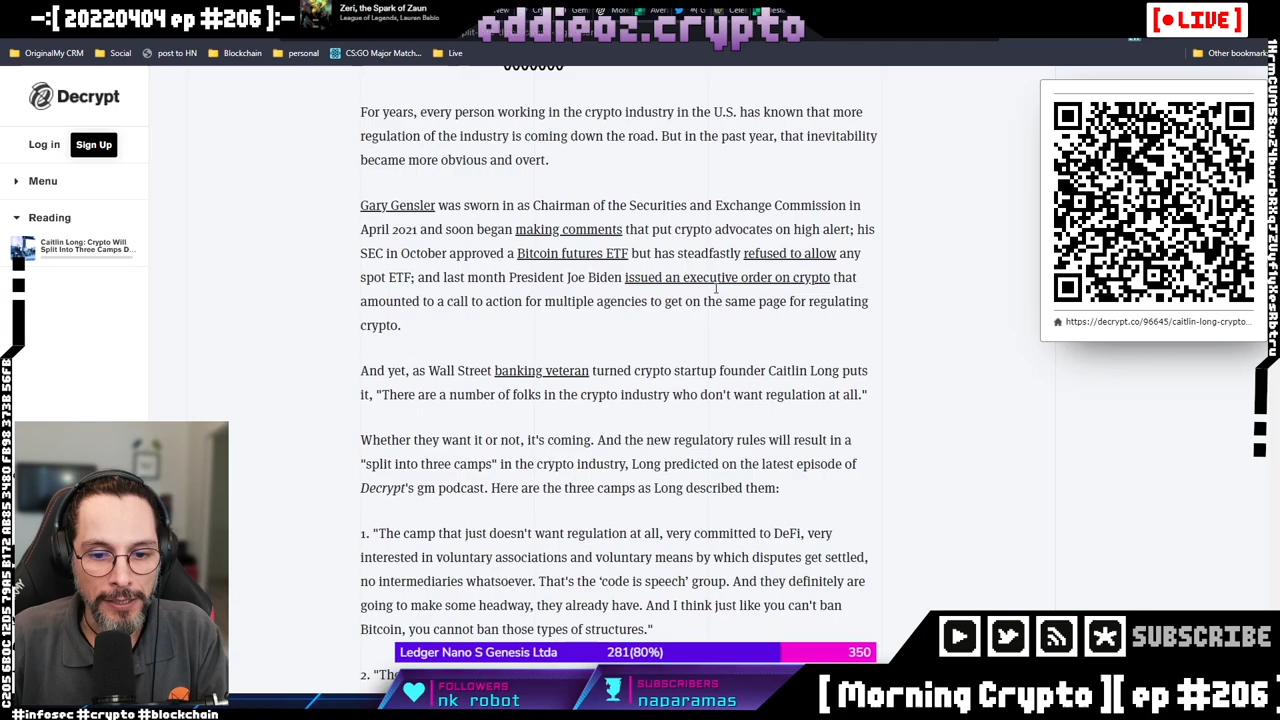 -:[ 20220404 ep #206 ]:-
Zeri, the Spark of Zaun
League of Legends, Lauren Babic
eddieoz.crypto
[●LIVE]
OriginalMy CRM
Social
post to HN
Blockchain
personal
CS:GO Major Match...
Live
Other bookmark
Decrypt
Log in
Sign Up
Menu
Reading
Caitlin Long: Crypto Will
Split Into Three Camps D...
For years, every person working in the crypto industry in the U.S. has known that more
regulation of the industry is coming down the road. But in the past year, that inevitability
became more obvious and overt.
Gary Gensler was sworn in as Chairman of the Securities and Exchange Commission in
April 2021 and soon began making comments that put crypto advocates on high alert; his
SEC in October approved a Bitcoin futures ETF but has steadfastly refused to allow any
spot ETF; and last month President Joe Biden issued an executive order on crypto that
amounted to a call to action for multiple agencies to get on the same page for regulating
crypto.
And yet, as Wall Street banking veteran turned crypto startup founder Caitlin Long puts
it, "There are a number of folks in the crypto industry who don't want regulation at all."
Whether they want it or not, it's coming. And the new regulatory rules will result in a
"split into three camps" in the crypto industry, Long predicted on the latest episode of
Decrypt's gm podcast. Here are the three camps as Long described them:
1. "The camp that just doesn't want regulation at all, very committed to DeFi, very
interested in voluntary associations and voluntary means by which disputes get settled,
no intermediaries whatsoever. That's the ‘code is speech’ group. And they definitely are
going to make some headway, they already have. And I think just like you can't ban
Bitcoin, you cannot ban those types of structures."
2. "The
https://decrypt.co/96645/caitlin-long-crypto...
Ledger Nano S Genesis Ltda
281(80%)
350
FOLLOWERS
nk_robot
SUBSCRIBERS
naparamas
SUBSCRIBE
[ Morning Crypto ][ ep #206
#infosec #crypto #blockchain